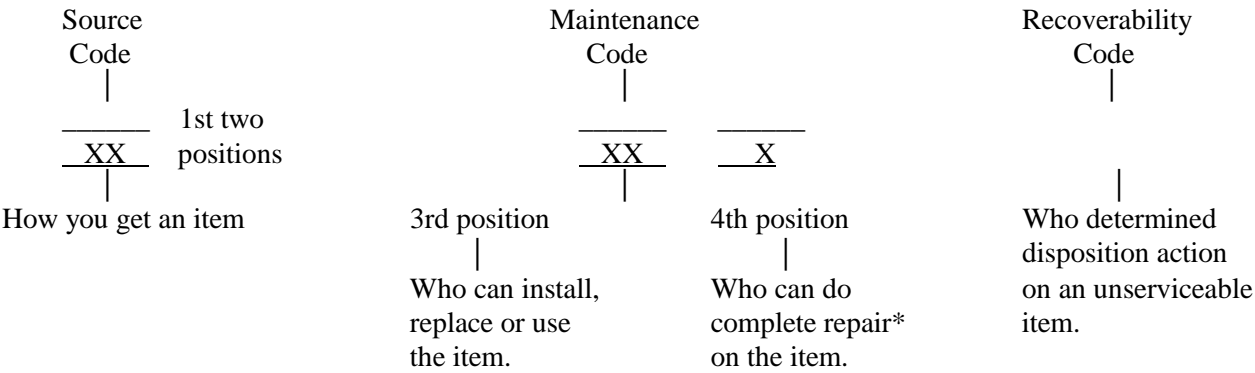 Source
Code
1st two
XX positions
How you get an item
Maintenance
Code
XX X
3rd position
Who can install,
replace or use
the item.
4th position
Who can do
complete repair*
on the item.
Recoverability
Code
Who determined
disposition action
on an unserviceable
item.